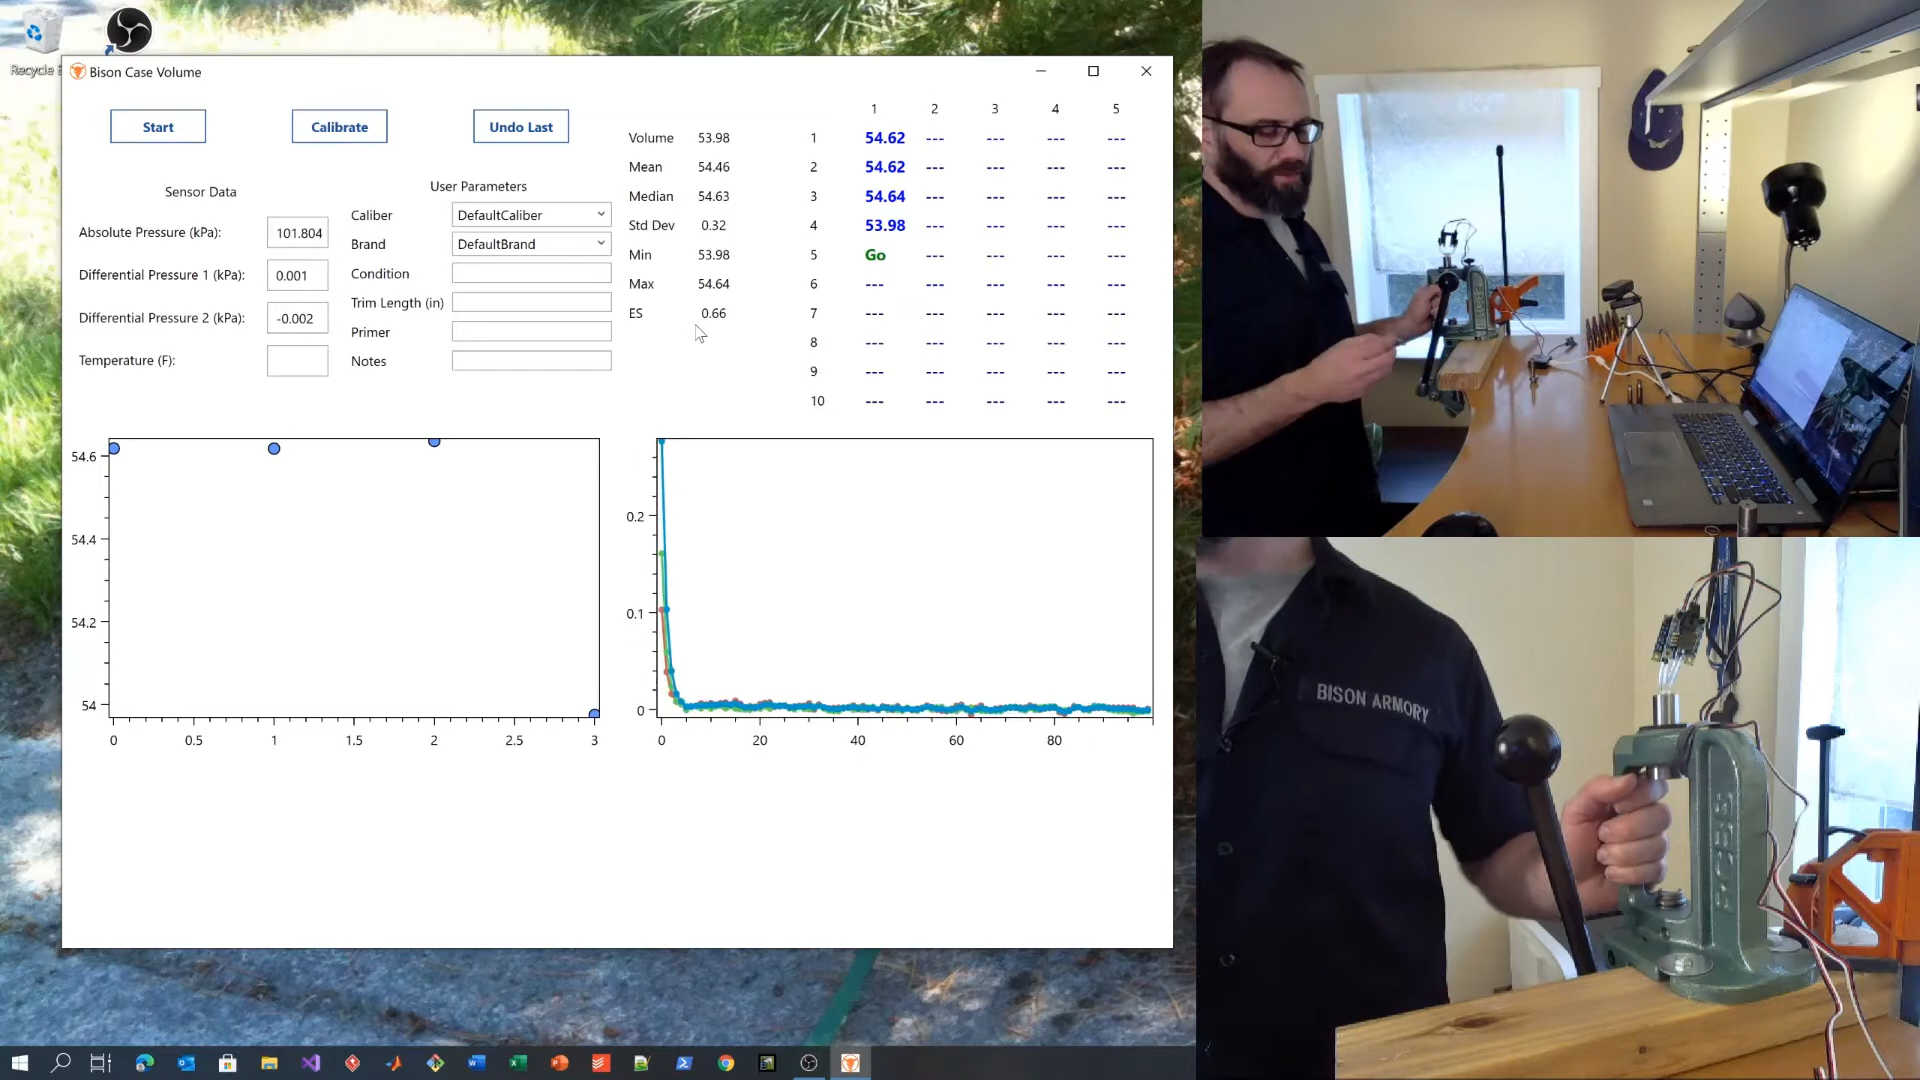 Recycle
Bison Case Volume
Start
Calibrate
Undo Last
Sensor Data
Absolute Pressure (kPa):
101.804
Differential Pressure 1 (kPa):
0.001
Differential Pressure 2 (kPa):
-0.002
Temperature (F):
User Parameters
Caliber
DefaultCaliber
Brand
DefaultBrand
Condition
Trim Length (in)
Primer
Notes
Volume 53.98
Mean 54.46
Median 54.63
Std Dev 0.32
Min 53.98
Max 54.64
ES 0.66
1 2 3 4 5
1 54.62 --- --- --- ---
2 54.62 --- --- --- ---
3 54.64 --- --- --- ---
4 53.98 --- --- --- ---
5 Go --- --- --- ---
6 --- --- --- --- ---
7 --- --- --- --- ---
8 --- --- --- --- ---
9 --- --- --- --- ---
10 --- --- --- --- ---
54.6
54.4
54.2
54
0 0.5 1 1.5 2 2.5 3
0.2
0.1
0
0 20 40 60 80
BISON ARMORY
RCBS